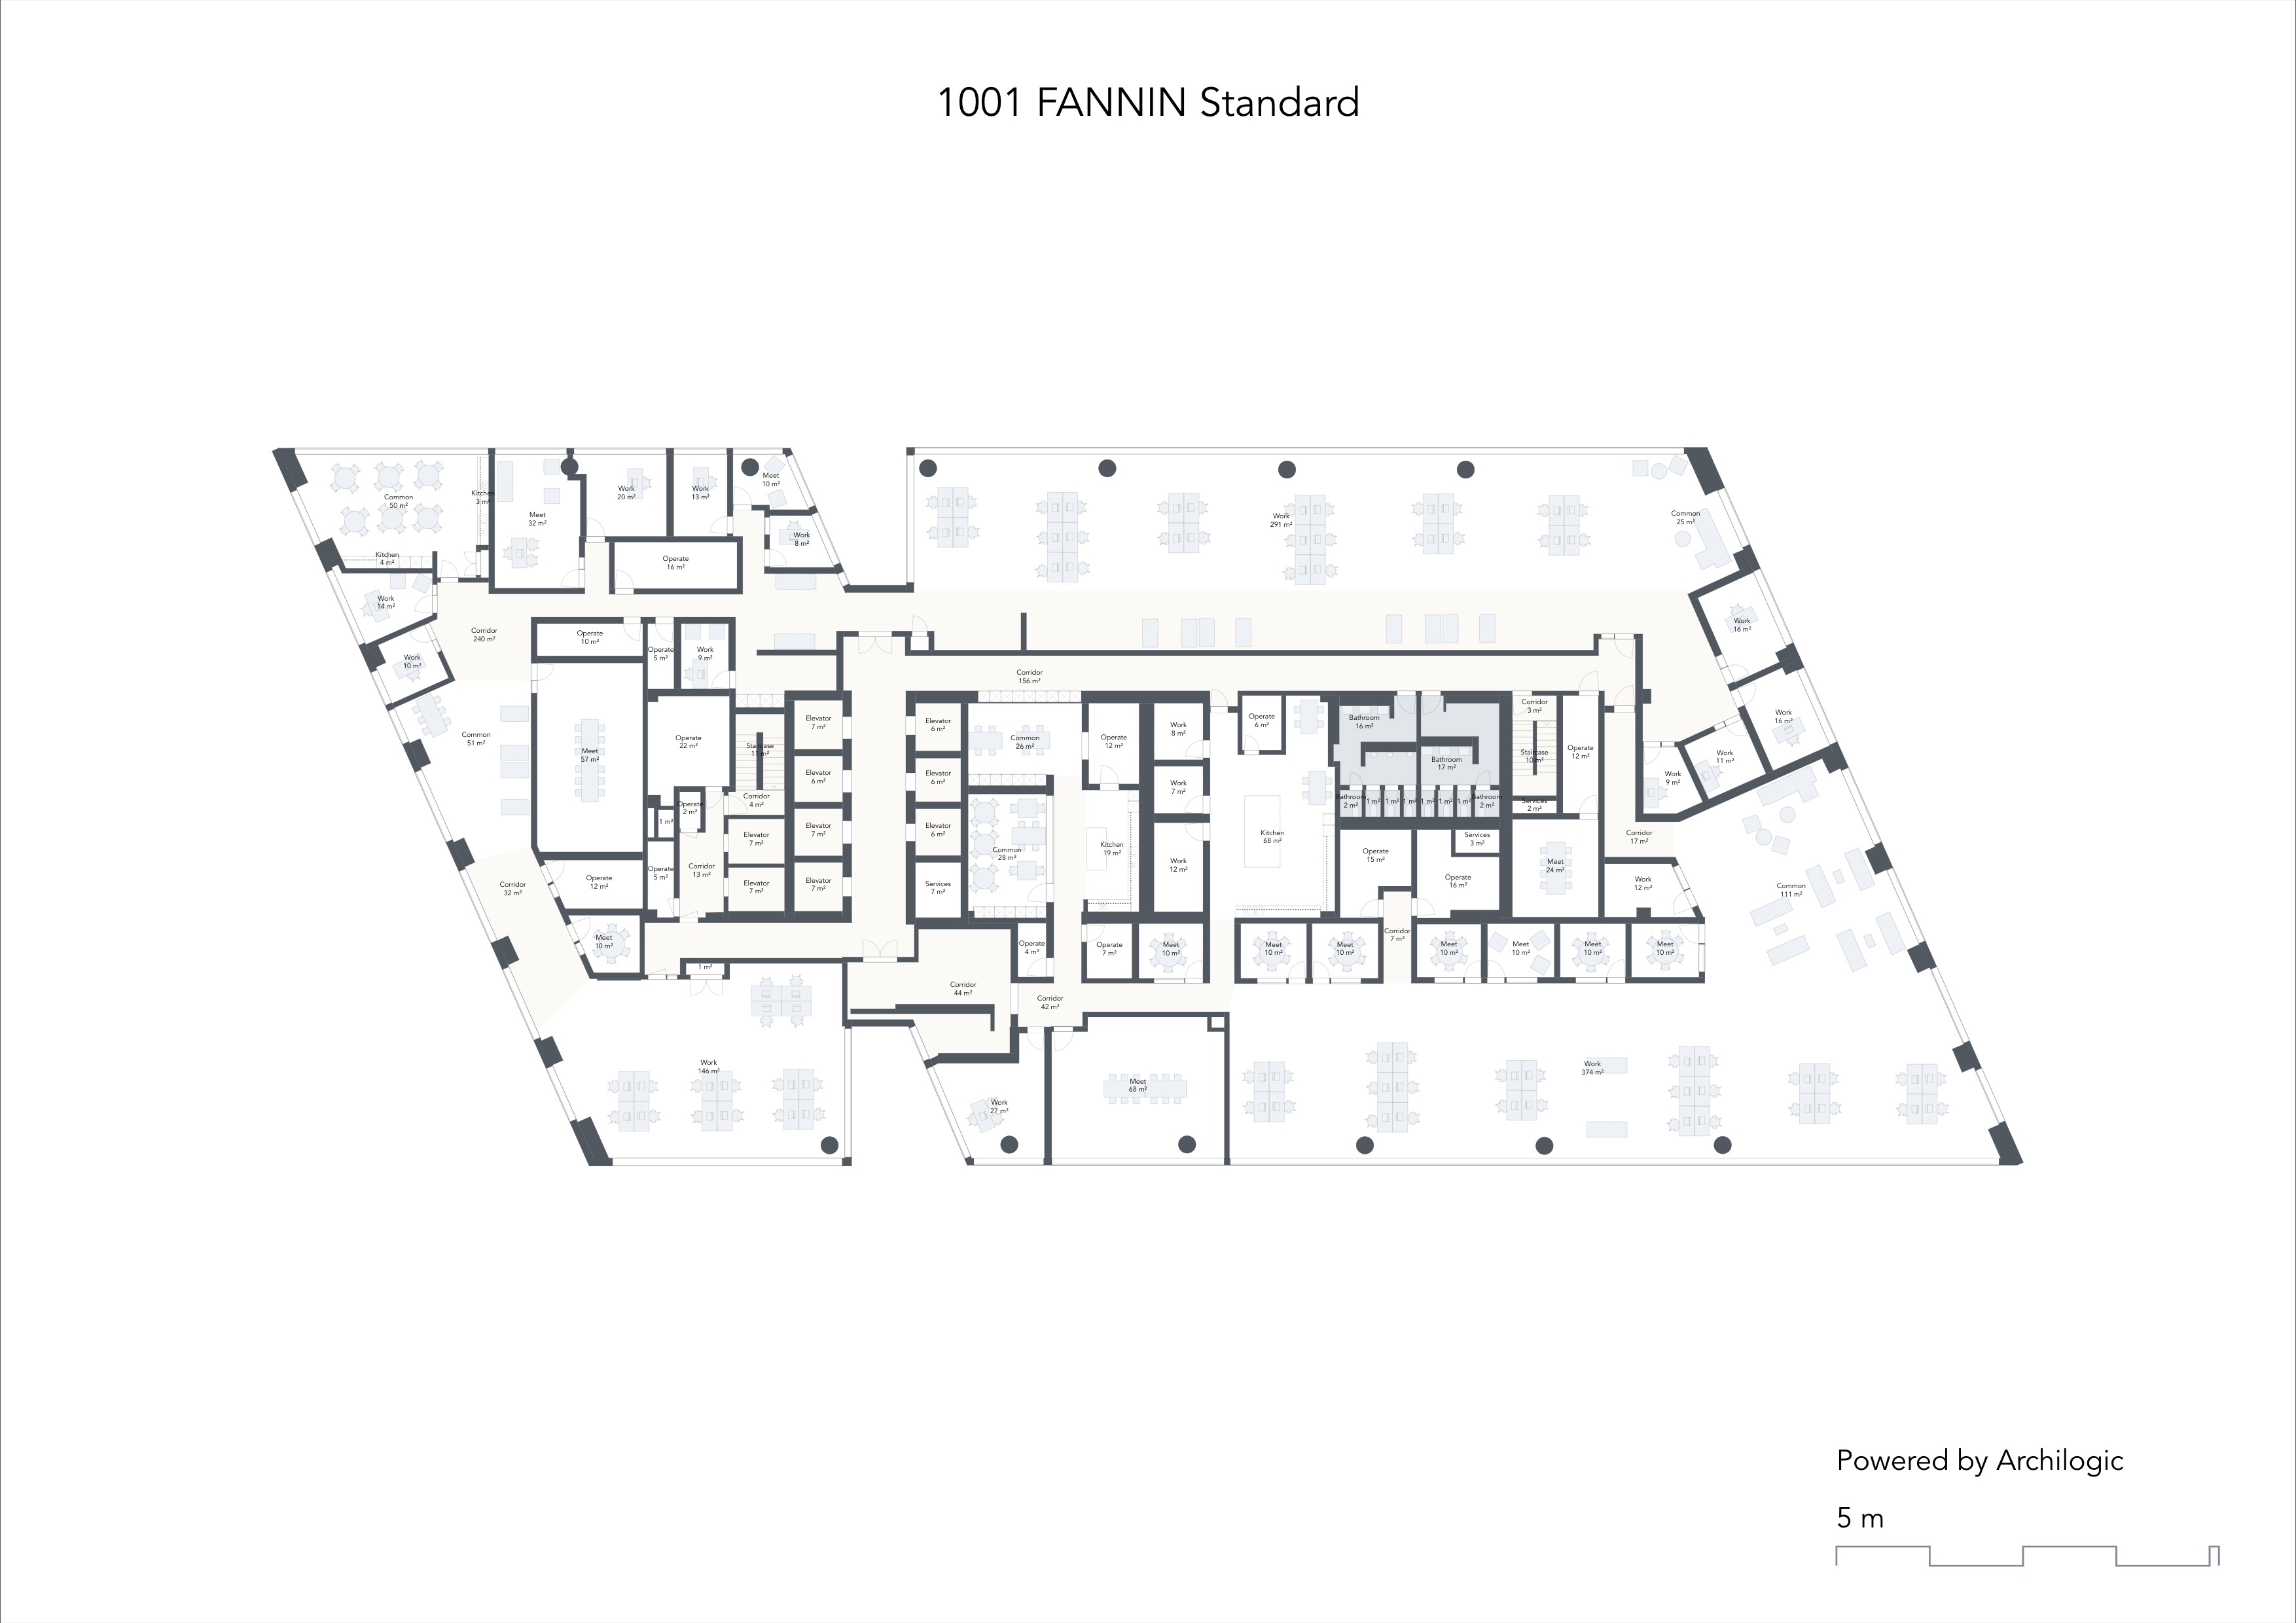 1001 FANNIN Standard
Common
50 m²
Kitchen
3 m²
Kitchen
4 m²
Meet
32 m²
Work
20 m²
Work
13 m²
Meet
10 m²
Work
8 m²
Operate
16 m²
Work
291 m²
Common
25 m²
Work
14 m²
Work
10 m²
Corridor
240 m²
Operate
10 m²
Operate
5 m²
Work
9 m²
Work
16 m²
Corridor
156 m²
Common
51 m²
Meet
57 m²
Operate
22 m²
Staircase
11 m²
Elevator
7 m²
Elevator
6 m²
Elevator
7 m²
Elevator
7 m²
Elevator
6 m²
Elevator
6 m²
Elevator
6 m²
Services
7 m²
Common
26 m²
Operate
12 m²
Work
8 m²
Work
7 m²
Work
12 m²
Operate
6 m²
Bathroom
16 m²
Bathroom
17 m²
Corridor
3 m²
Staircase
10 m²
Operate
12 m²
Work
16 m²
Work
11 m²
Work
9 m²
Operate
2 m²
1 m²
Corridor
4 m²
Elevator
7 m²
Elevator
7 m²
Operate
5 m²
Corridor
13 m²
Common
28 m²
Kitchen
19 m²
Kitchen
68 m²
Bathroom
2 m²
1 m²
1 m²
1 m²
1 m²
1 m²
1 m²
Bathroom
2 m²
Services
2 m²
Services
3 m²
Operate
15 m²
Operate
16 m²
Meet
24 m²
Corridor
17 m²
Work
12 m²
Common
111 m²
Corridor
32 m²
Operate
12 m²
Meet
10 m²
1 m²
Operate
4 m²
Operate
7 m²
Meet
10 m²
Meet
10 m²
Meet
10 m²
Corridor
7 m²
Meet
10 m²
Meet
10 m²
Meet
10 m²
Meet
10 m²
Corridor
44 m²
Corridor
42 m²
Work
146 m²
Work
27 m²
Meet
68 m²
Work
374 m²
Powered by Archilogic
5 m